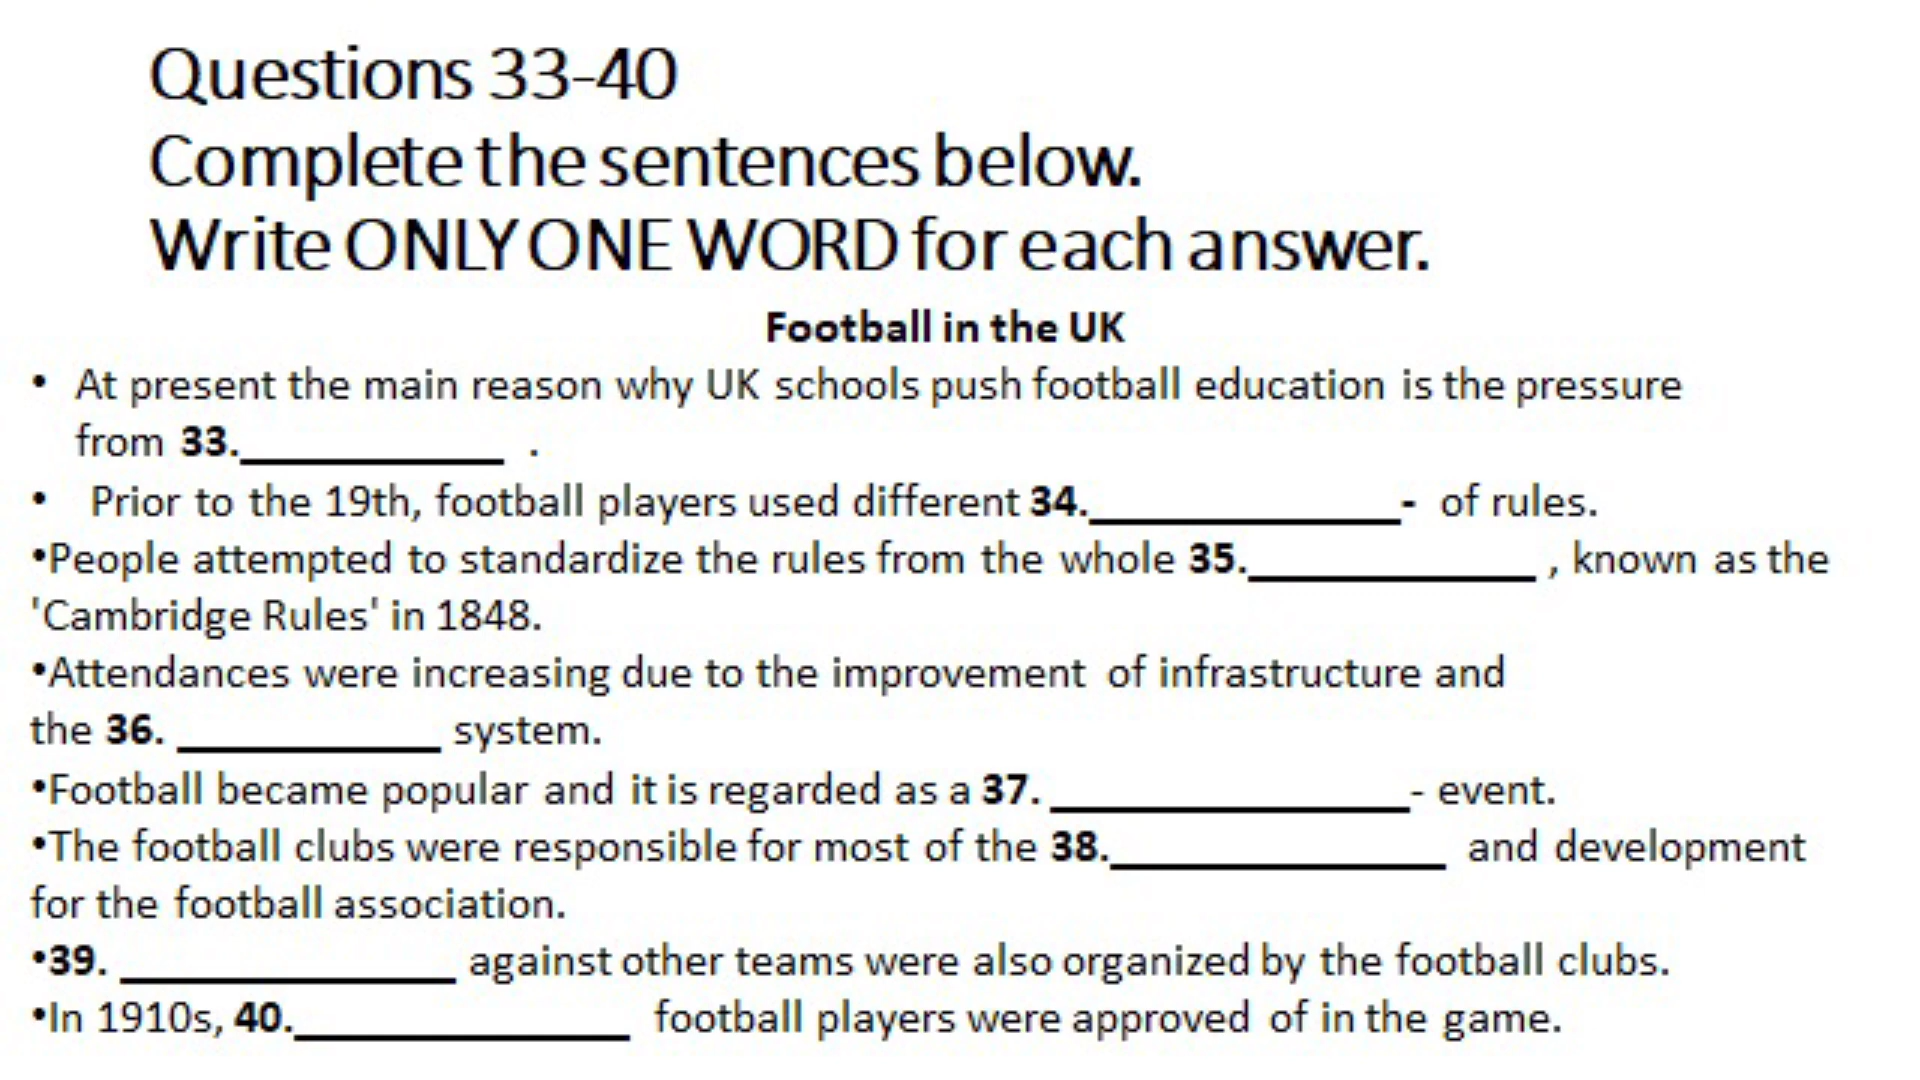 Questions 33-40
Complete the sentences below.
Write ONLY ONE WORD for each answer.
Football in the UK
• At present the main reason why UK schools push football education is the pressure
from 33.____________ .
• Prior to the 19th, football players used different 34.______________- of rules.
•People attempted to standardize the rules from the whole 35._____________ , known as the
'Cambridge Rules' in 1848.
•Attendances were increasing due to the improvement of infrastructure and
the 36. ____________ system.
•Football became popular and it is regarded as a 37. ________________- event.
•The football clubs were responsible for most of the 38._______________ and development
for the football association.
•39. _______________ against other teams were also organized by the football clubs.
•In 1910s, 40._______________ football players were approved of in the game.